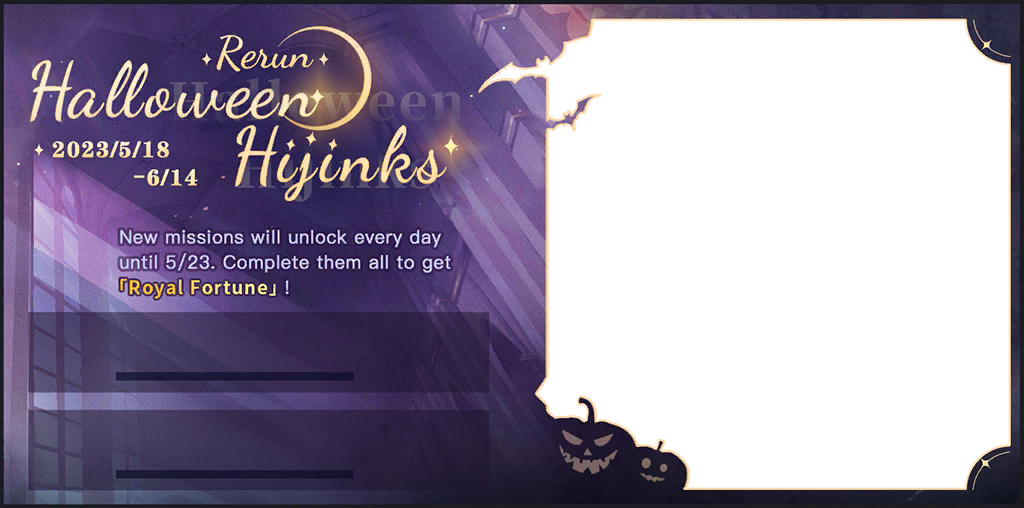 Rerun
Halloween
Hijinks
2023/5/18
-6/14
New missions will unlock every day
until 5/23. Complete them all to get
「Royal Fortune」 !